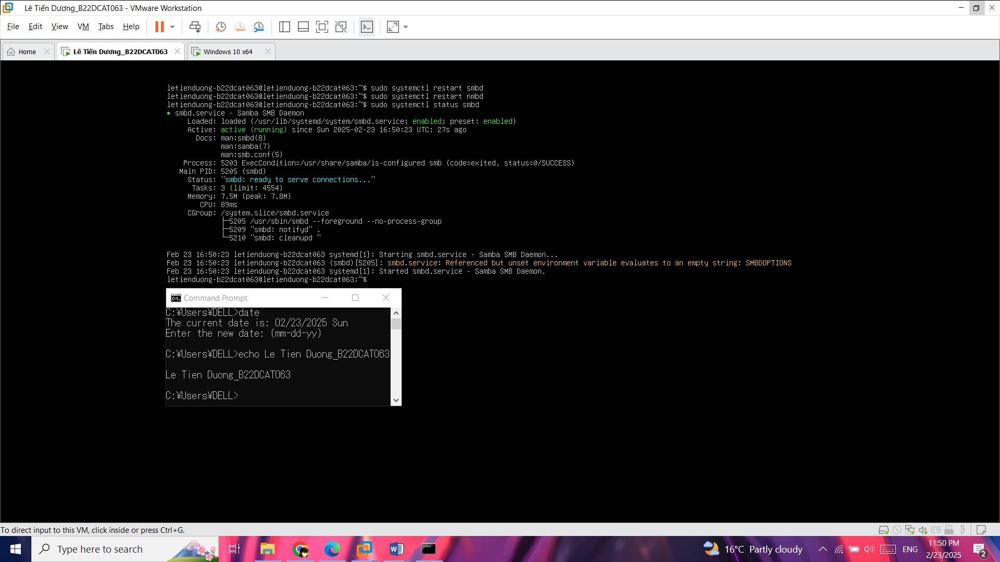 Lê Tiến Dương_B22DCAT063 - VMware Workstation
File Edit View VM Tabs Help
Home Lê Tiến Dương_B22DCAT063 Windows 10 x64
letienduong-b22dcat063@letienduong-b22dcat063:~$ sudo systemctl restart smbd
letienduong-b22dcat063@letienduong-b22dcat063:~$ sudo systemctl restart nmbd
letienduong-b22dcat063@letienduong-b22dcat063:~$ sudo systemctl status smbd
● smbd.service - Samba SMB Daemon
Loaded: loaded (/usr/lib/systemd/system/smbd.service; enabled; preset: enabled)
Active: active (running) since Sun 2025-02-23 16:50:23 UTC; 27s ago
Docs: man:smbd(8)
man:samba(7)
man:smb.conf(5)
Process: 5203 ExecCondition=/usr/share/samba/is-configured smb (code=exited, status=0/SUCCESS)
Main PID: 5205 (smbd)
Status: "smbd: ready to serve connections..."
Tasks: 3 (limit: 4554)
Memory: 7.5M (peak: 7.8M)
CPU: 89ms
CGroup: /system.slice/smbd.service
├─5205 /usr/sbin/smbd --foreground --no-process-group
├─5209 "smbd: notifyd" .
└─5210 "smbd: cleanupd "
Feb 23 16:50:23 letienduong-b22dcat063 systemd[1]: Starting smbd.service - Samba SMB Daemon...
Feb 23 16:50:23 letienduong-b22dcat063 (smbd)[5205]: smbd.service: Referenced but unset environment variable evaluates to an empty string: SMBDOPTIONS
Feb 23 16:50:23 letienduong-b22dcat063 systemd[1]: Started smbd.service - Samba SMB Daemon.
letienduong-b22dcat063@letienduong-b22dcat063:~$
Command Prompt
C:¥Users¥DELL>date
The current date is: 02/23/2025 Sun
Enter the new date: (mm-dd-yy)
C:¥Users¥DELL>echo Le Tien Duong_B22DCAT063
Le Tien Duong_B22DCAT063
C:¥Users¥DELL>
To direct input to this VM, click inside or press Ctrl+G.
Type here to search
16°C Partly cloudy
ENG
11:50 PM
2/23/2025
2